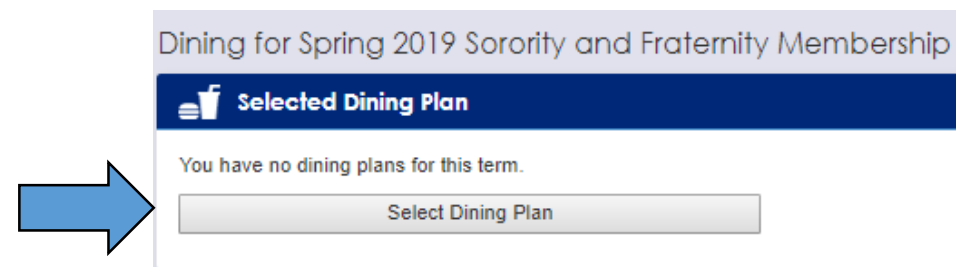 Dining for Spring 2019 Sorority and Fraternity Membership
Selected Dining Plan
You have no dining plans for this term.
Select Dining Plan